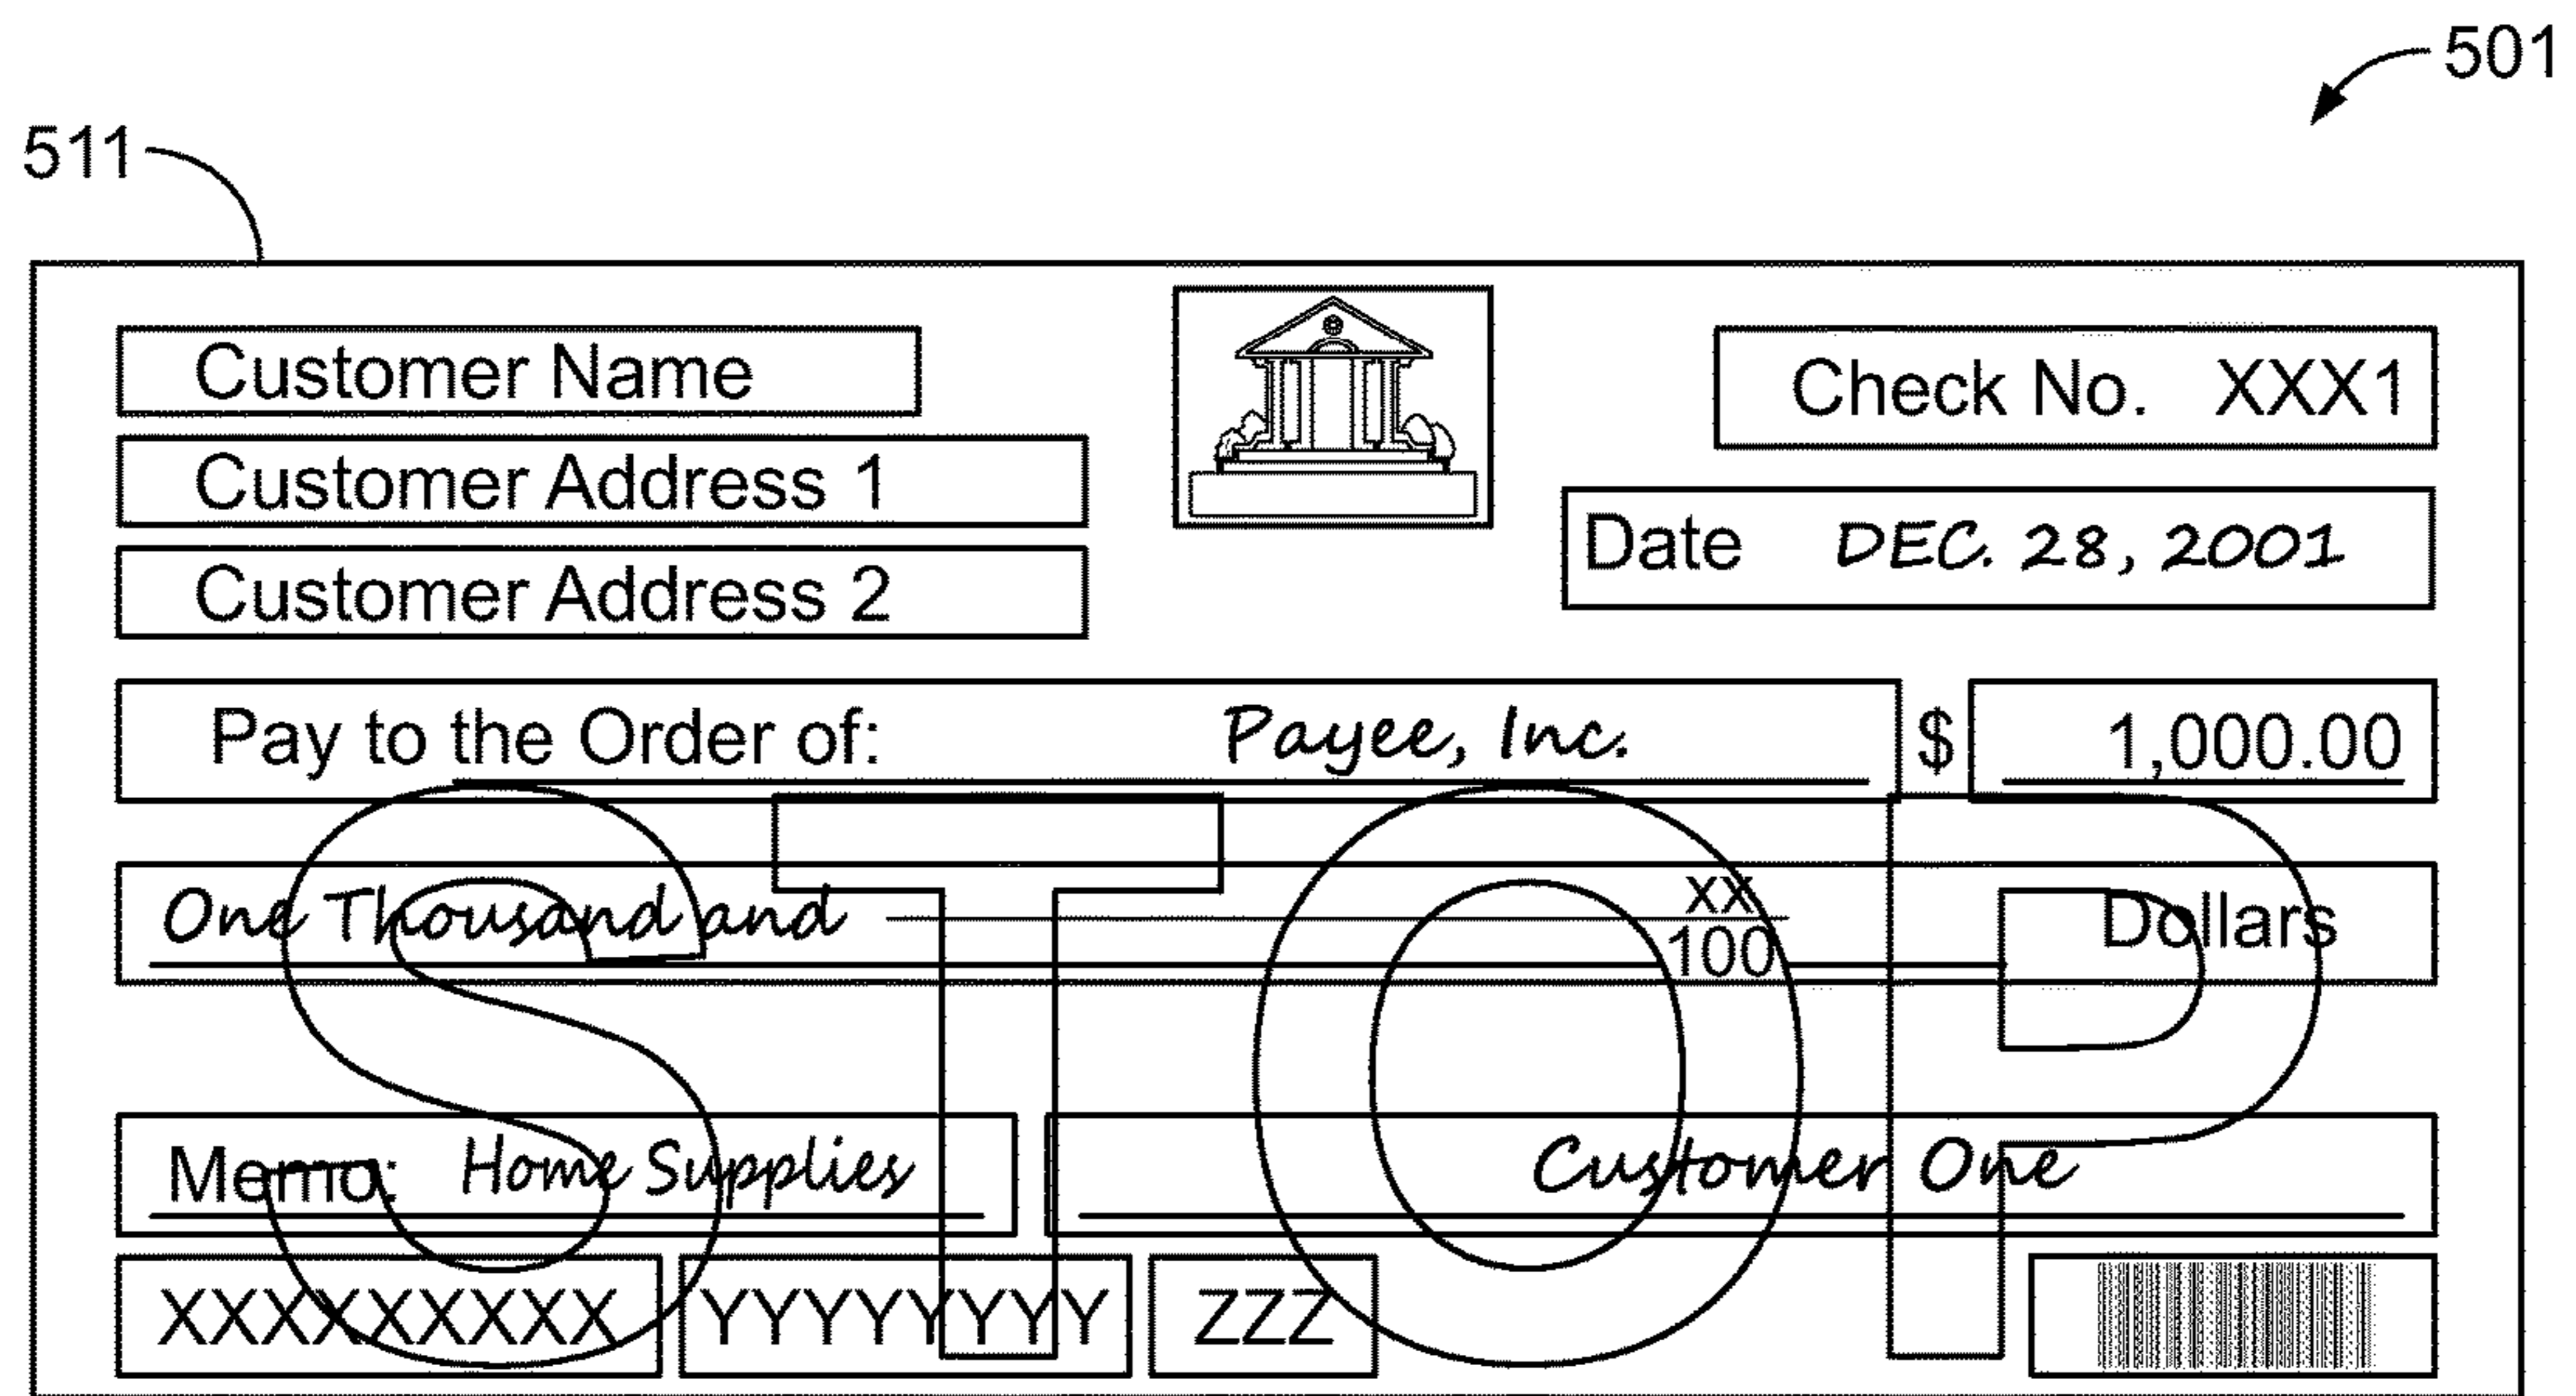 501
511
Customer Name
Check No. XXX1
Customer Address 1
Date DEC. 28, 2001
Customer Address 2
Pay to the Order of: Payee, Inc. $ 1,000.00
One Thousand and XX/100 Dollars
STOP
Memo: Home Supplies Customer One
XXXXXXXXX YYYYYYYY ZZZ